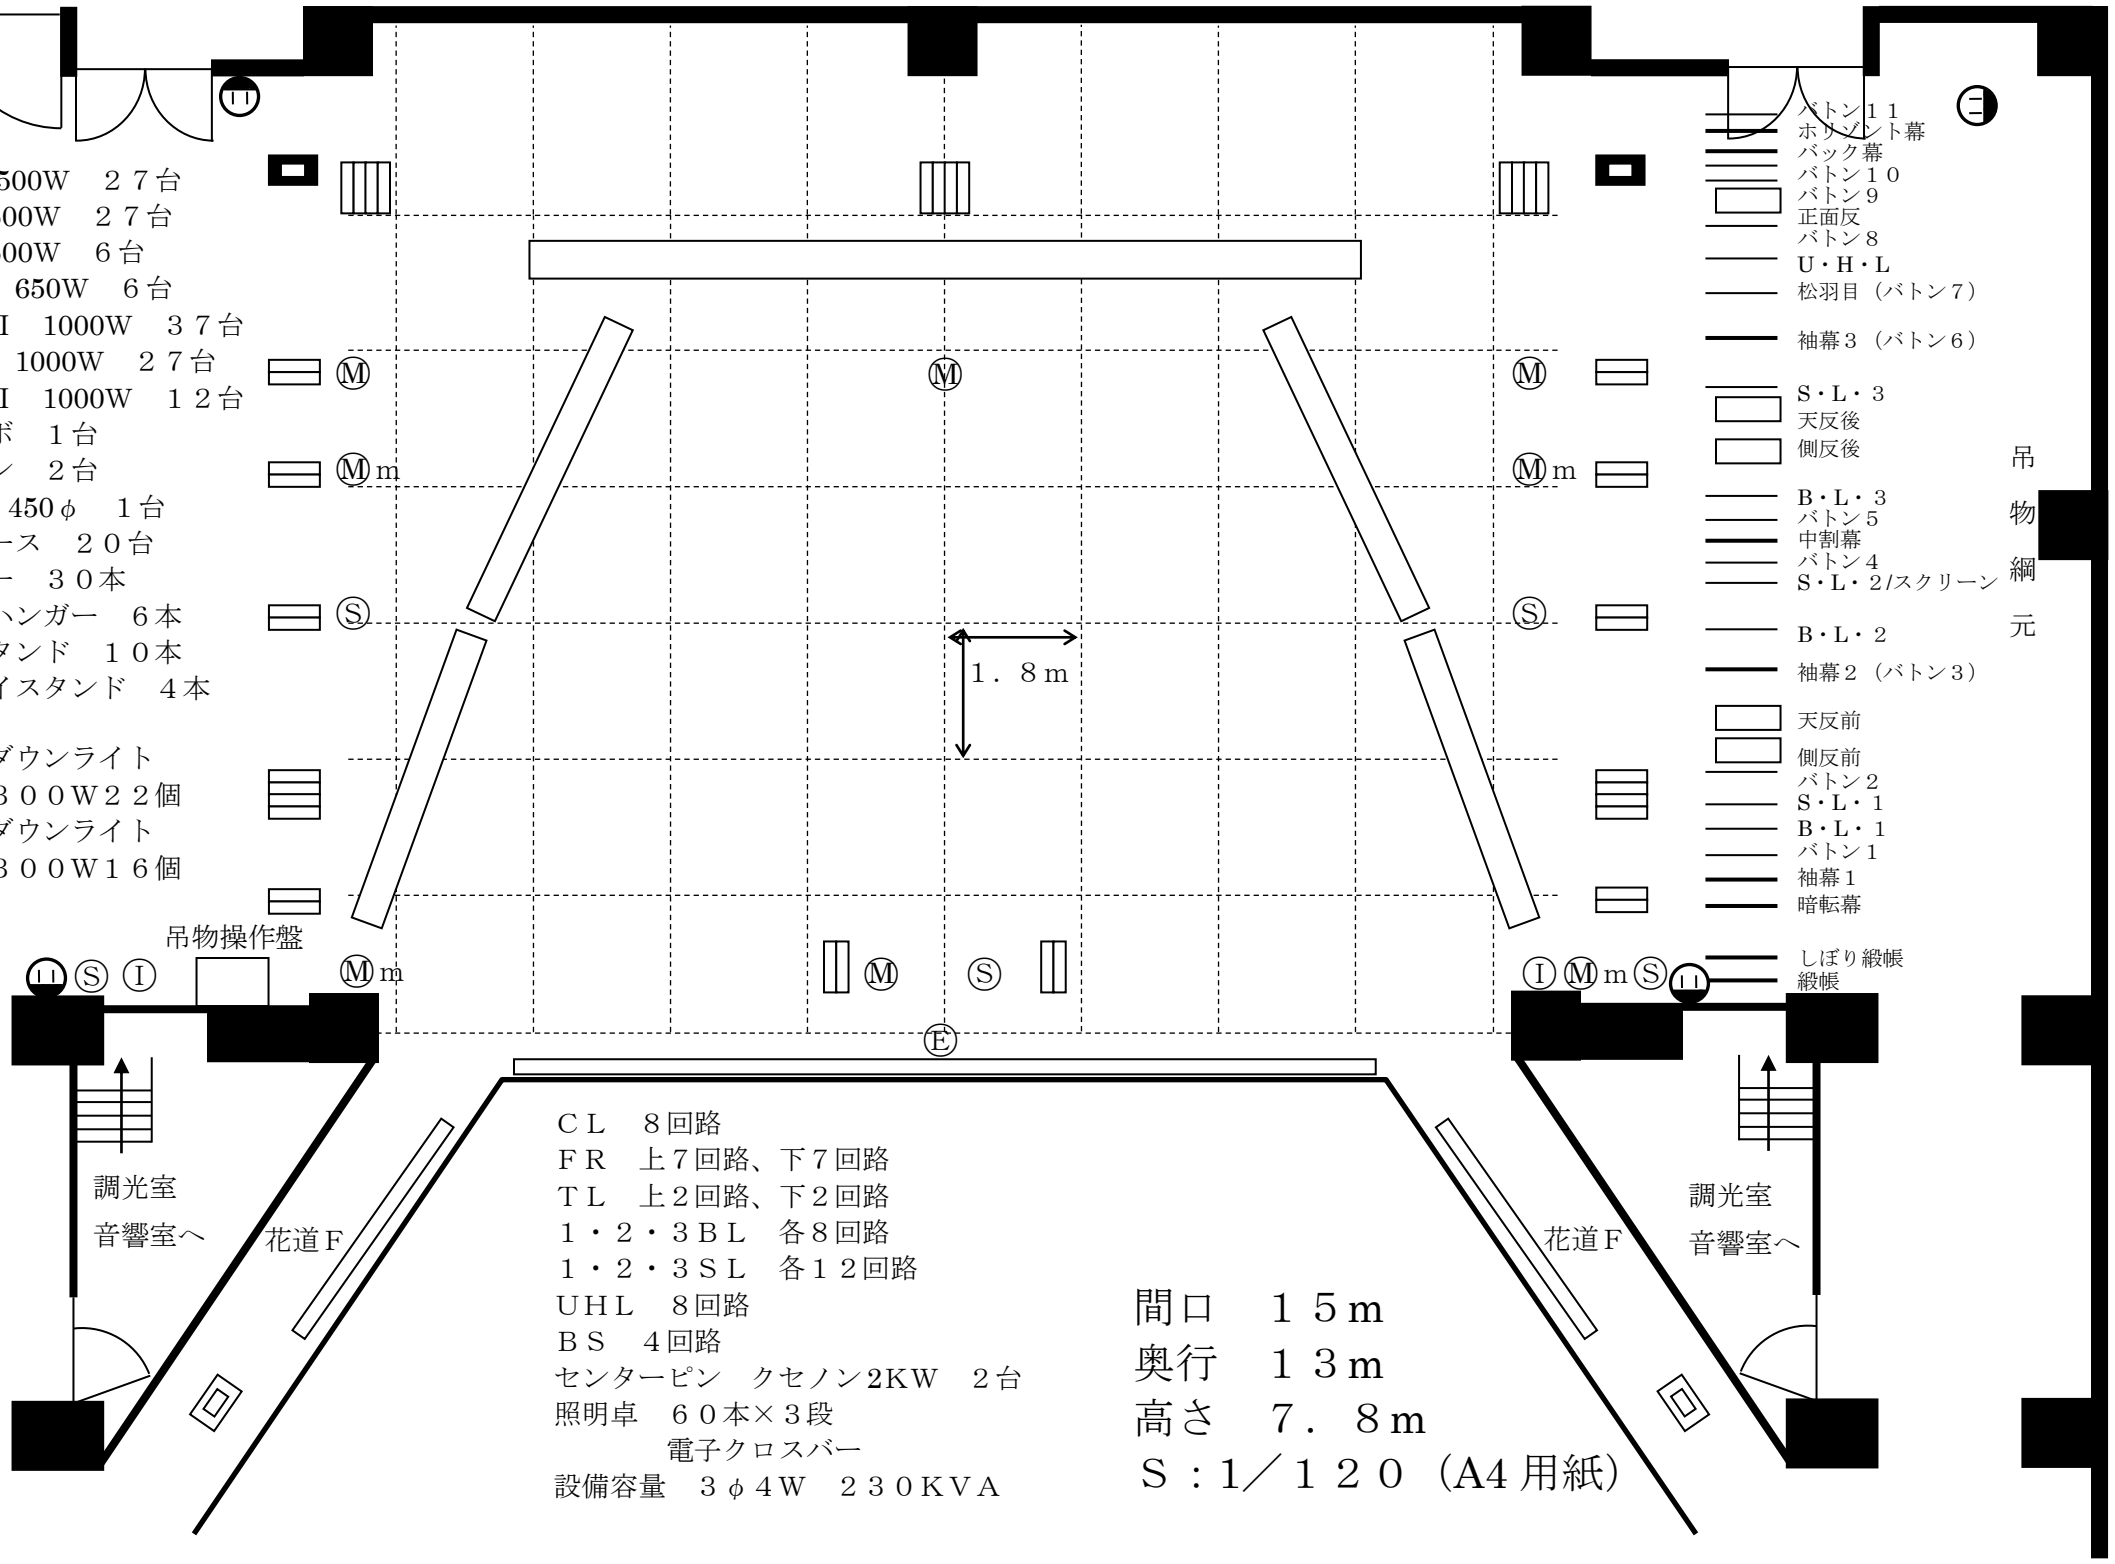 500W　２７台
00W　２７台
00W　６台
650W　６台
I　1000W　３７台
1000W　２７台
I　1000W　１２台
ボ　１台
ン　２台
450φ　１台
ース　２０台
ー　３０本
ハンガー　６本
タンド　１０本
イスタンド　４本
ダウンライト
３００W２２個
ダウンライト
３００W１６個
吊物操作盤
Ⓜ
Ⓜ
Ⓜ
Ⓜm
Ⓜm
Ⓢ
Ⓢ
１．８m
Ⓢ Ⓘ
Ⓜm
Ⓜ
Ⓢ
ⒾⓂmⓈ
Ⓔ
バトン１１
ホリゾント幕
バック幕
バトン１０
バトン９
正面反
バトン８
U・H・L
松羽目（バトン７）
袖幕３（バトン６）
S・L・３
天反後
側反後
B・L・３
バトン５
中割幕
バトン４
S・L・２/スクリーン
B・L・２
袖幕２（バトン３）
天反前
側反前
バトン２
S・L・１
B・L・１
バトン１
袖幕１
暗転幕
しぼり緞帳
緞帳
吊
物
綱
元
調光室
音響室へ
花道Ｆ
ＣＬ　８回路
ＦＲ　上７回路、下７回路
ＴＬ　上２回路、下２回路
１・２・３ＢＬ　各８回路
１・２・３ＳＬ　各１２回路
ＵＨＬ　８回路
ＢＳ　４回路
センターピン　クセノン2KW　２台
照明卓　６０本×３段
電子クロスバー
設備容量　３φ４W　２３０ＫＶＡ
間口　１５m
奥行　１３m
高さ　７．８m
Ｓ：1／１２０（A4 用紙）
花道Ｆ
調光室
音響室へ